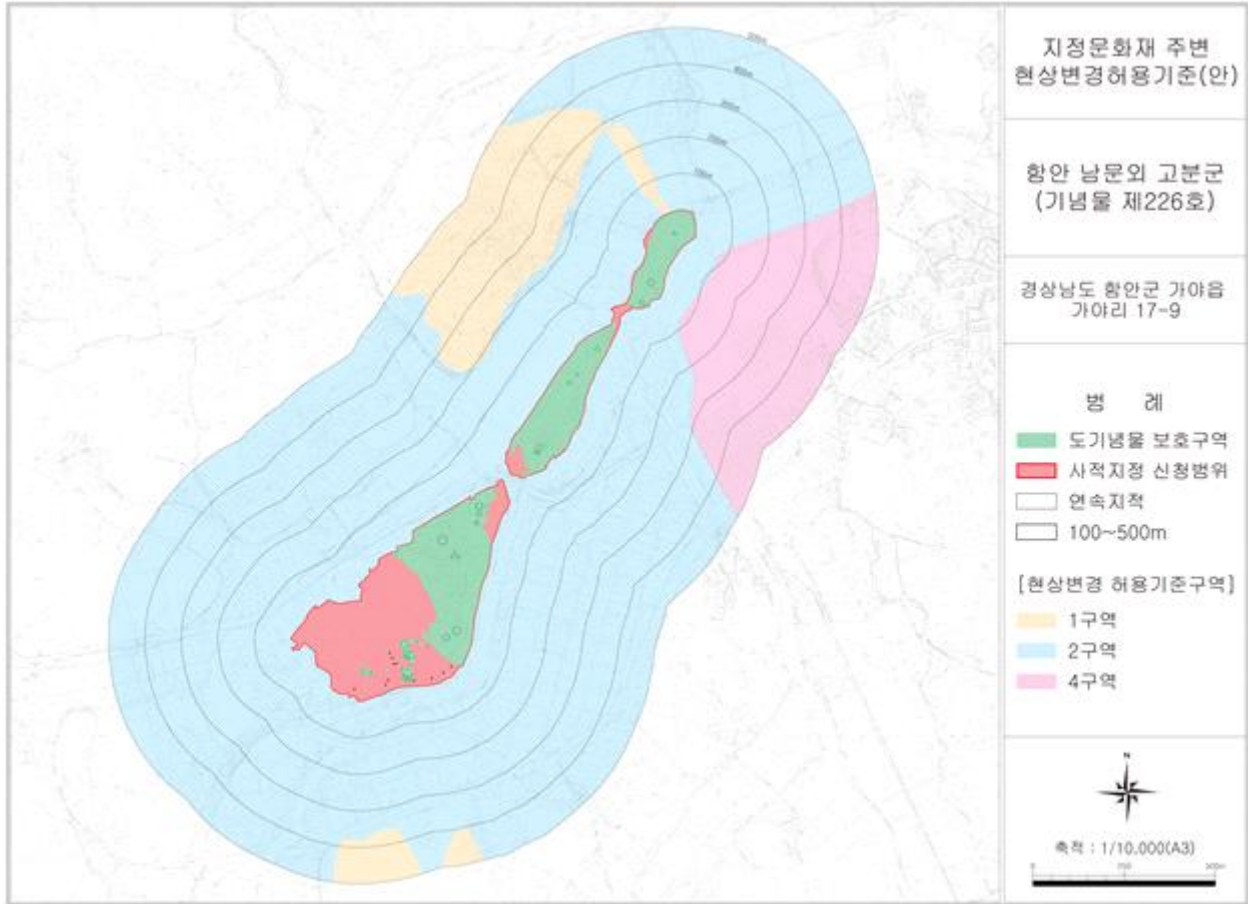 지정문화재 주변
현상변경허용기준(안)
함안 남문외 고분군
(기념물 제226호)
경상남도 함안군 가야읍
가야리 17-9
범 례
도기념물 보호구역
사적지정 신청범위
연속지적
100~500m
[현상변경 허용기준구역]
1구역
2구역
4구역
N
축척 : 1/10,000(A3)
0 250 500m